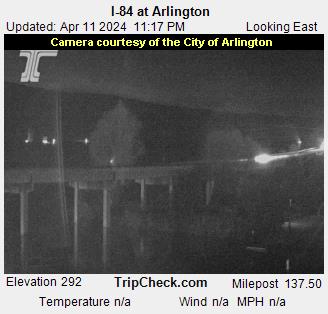 I-84 at Arlington
Updated: Apr 11 2024 11:17 PM Looking East
Camera courtesy of the City of Arlington
Elevation 292 TripCheck.com Milepost 137.50
Temperature n/a Wind n/a MPH n/a